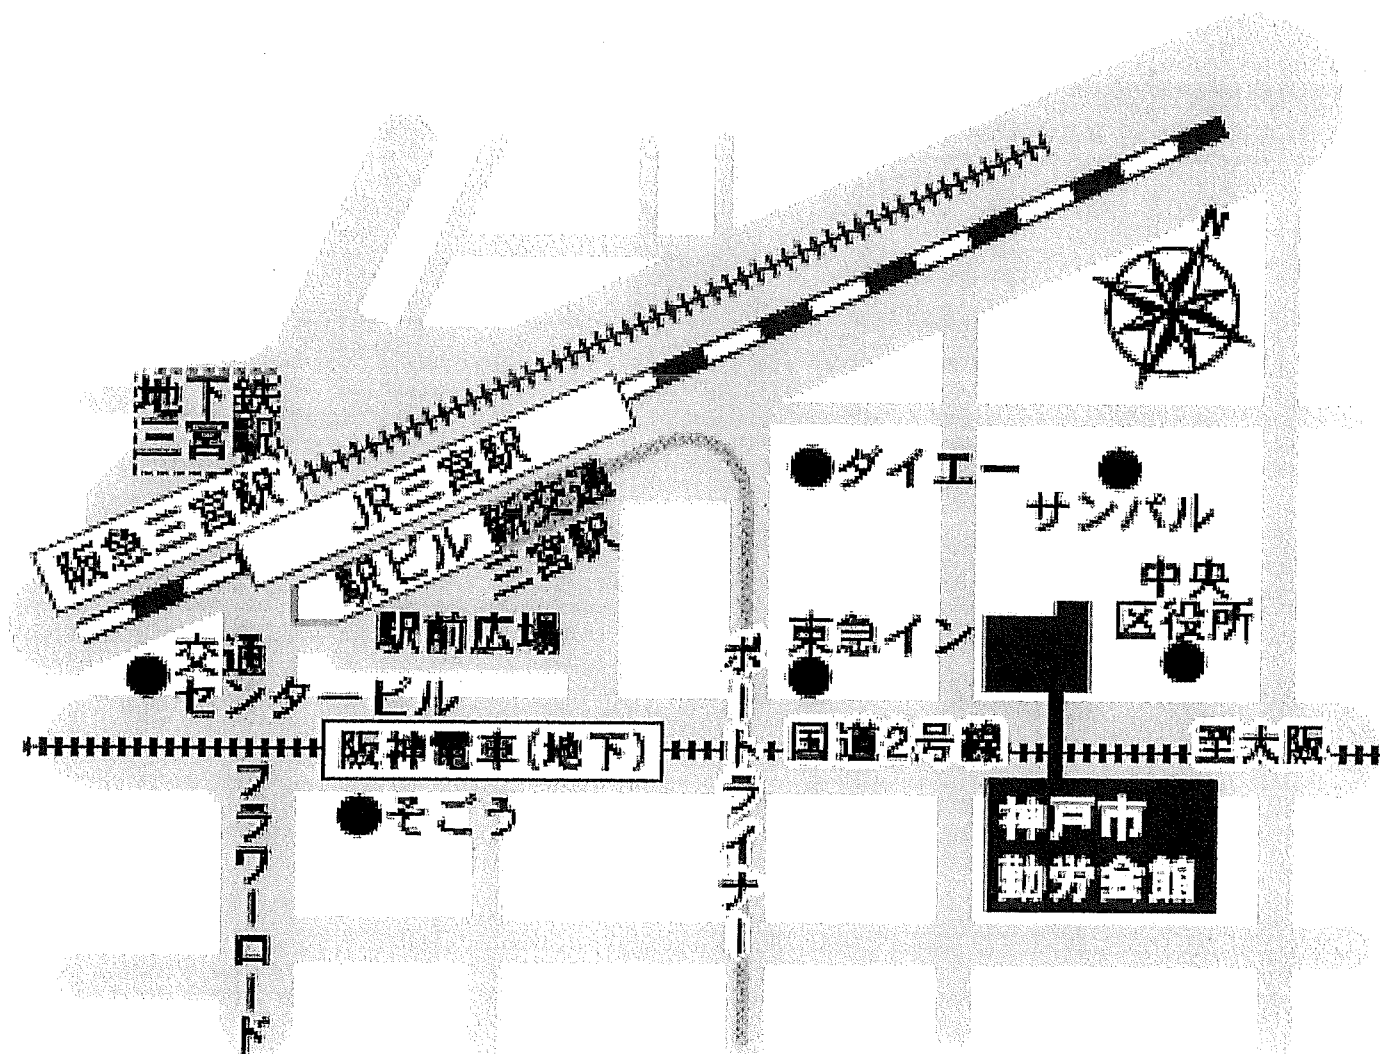 N
地下鉄
三宮駅
阪急三宮駅
JR三宮駅
駅ビル
新交通
三宮駅
駅前広場
交通
センタービル
ダイエー
サンパル
中央
区役所
東急イン
国道2号線
至大阪
阪神電車(地下)
そごう
フラワーロード
ポートライナー
神戸市
勤労会館